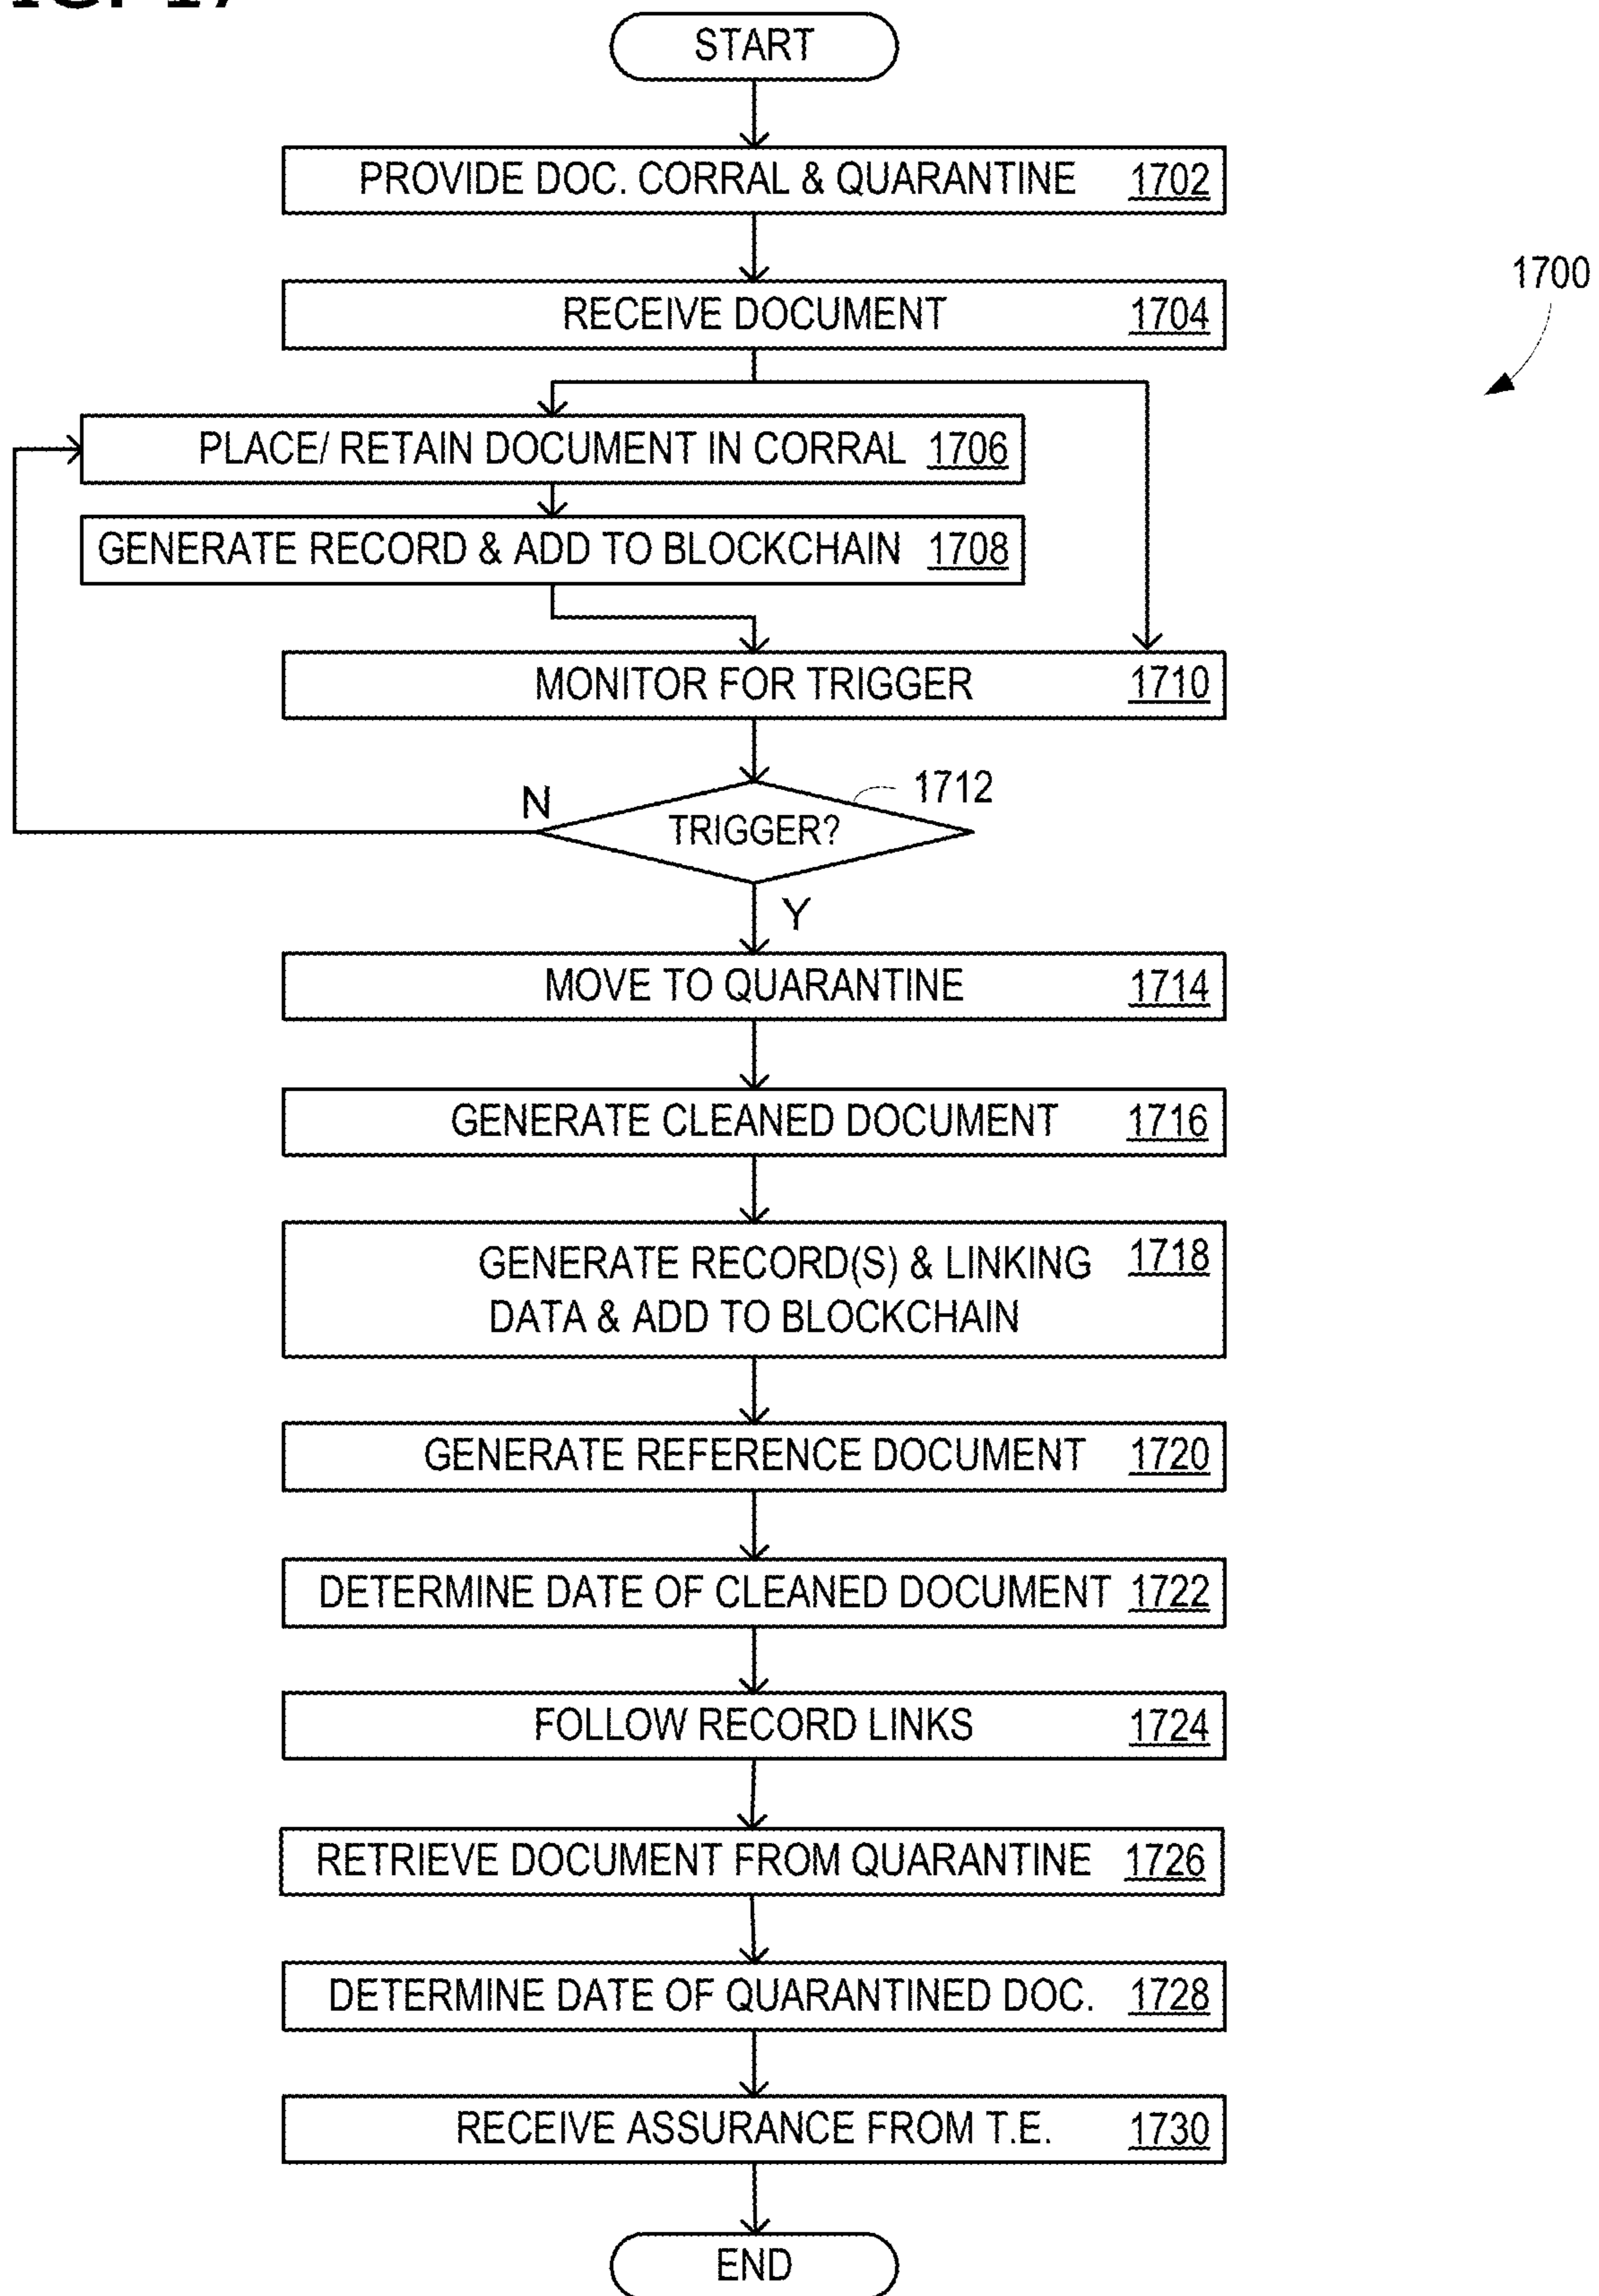 START
PROVIDE DOC. CORRAL & QUARANTINE 1702
RECEIVE DOCUMENT 1704
1700
PLACE/ RETAIN DOCUMENT IN CORRAL 1706
GENERATE RECORD & ADD TO BLOCKCHAIN 1708
MONITOR FOR TRIGGER 1710
N
1712
TRIGGER?
Y
MOVE TO QUARANTINE 1714
GENERATE CLEANED DOCUMENT 1716
GENERATE RECORD(S) & LINKING 1718
DATA & ADD TO BLOCKCHAIN
GENERATE REFERENCE DOCUMENT 1720
DETERMINE DATE OF CLEANED DOCUMENT 1722
FOLLOW RECORD LINKS 1724
RETRIEVE DOCUMENT FROM QUARANTINE 1726
DETERMINE DATE OF QUARANTINED DOC. 1728
RECEIVE ASSURANCE FROM T.E. 1730
END